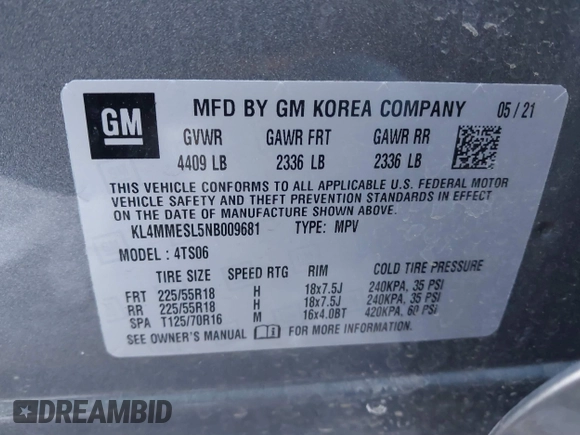 GM
MFD BY GM KOREA COMPANY 05/21
GVWR GAWR FRT GAWR RR
4409 LB 2336 LB 2336 LB
THIS VEHICLE CONFORMS TO ALL APPLICABLE U.S. FEDERAL MOTOR
VEHICLE SAFETY AND THEFT PREVENTION STANDARDS IN EFFECT
ON THE DATE OF MANUFACTURE SHOWN ABOVE.
KL4MMESL5NB009681 TYPE: MPV
MODEL: 4TS06
TIRE SIZE SPEED RTG RIM COLD TIRE PRESSURE
FRT 225/55R18 H 18x7.5J 240KPA, 35 PSI
RR 225/55R18 H 18x7.5J 240KPA, 35 PSI
SPA T125/70R16 M 16x4.0BT 420KPA, 60 PSI
SEE OWNER'S MANUAL FOR MORE INFORMATION
DREAMBID